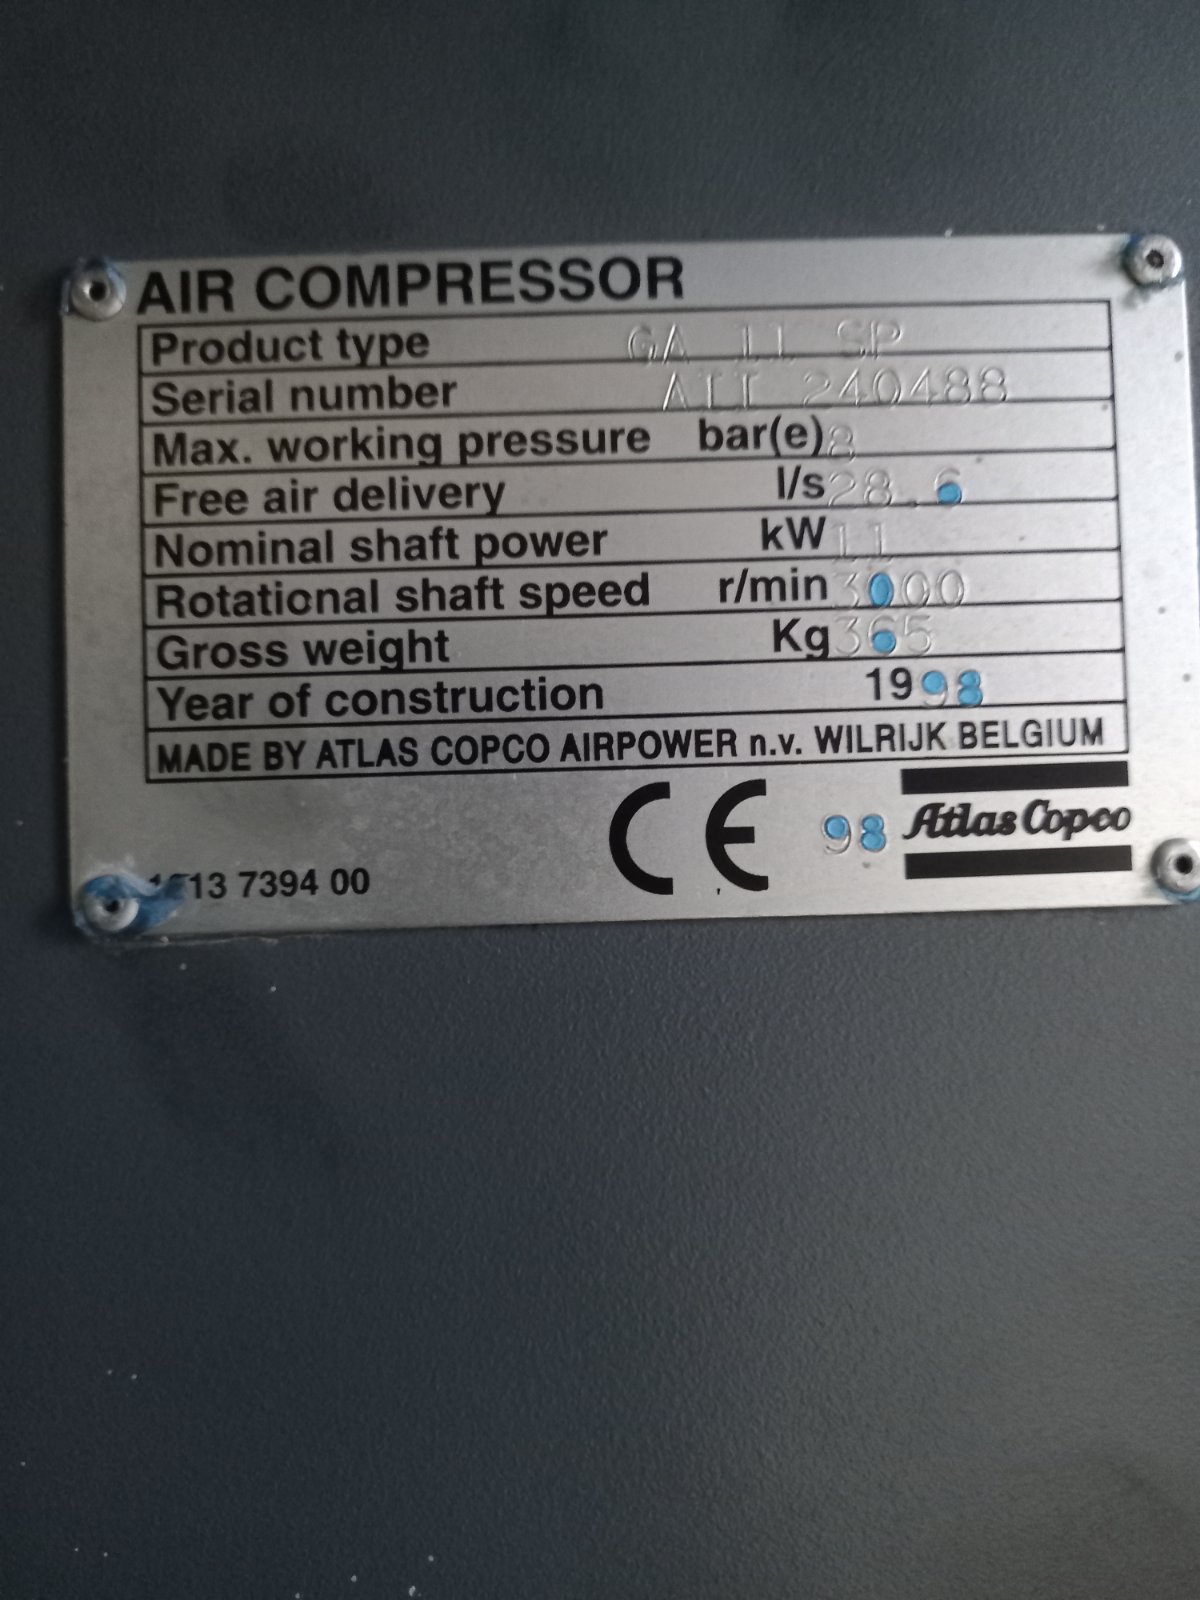 AIR COMPRESSOR
Product type GA 11 SP
Serial number AII 240488
Max. working pressure bar(e) 8
Free air delivery l/s 28.6
Nominal shaft power kW 11
Rotational shaft speed r/min 3000
Gross weight Kg 365
Year of construction 1998
MADE BY ATLAS COPCO AIRPOWER n.v. WILRIJK BELGIUM
CE 98 Atlas Copco
7394 00